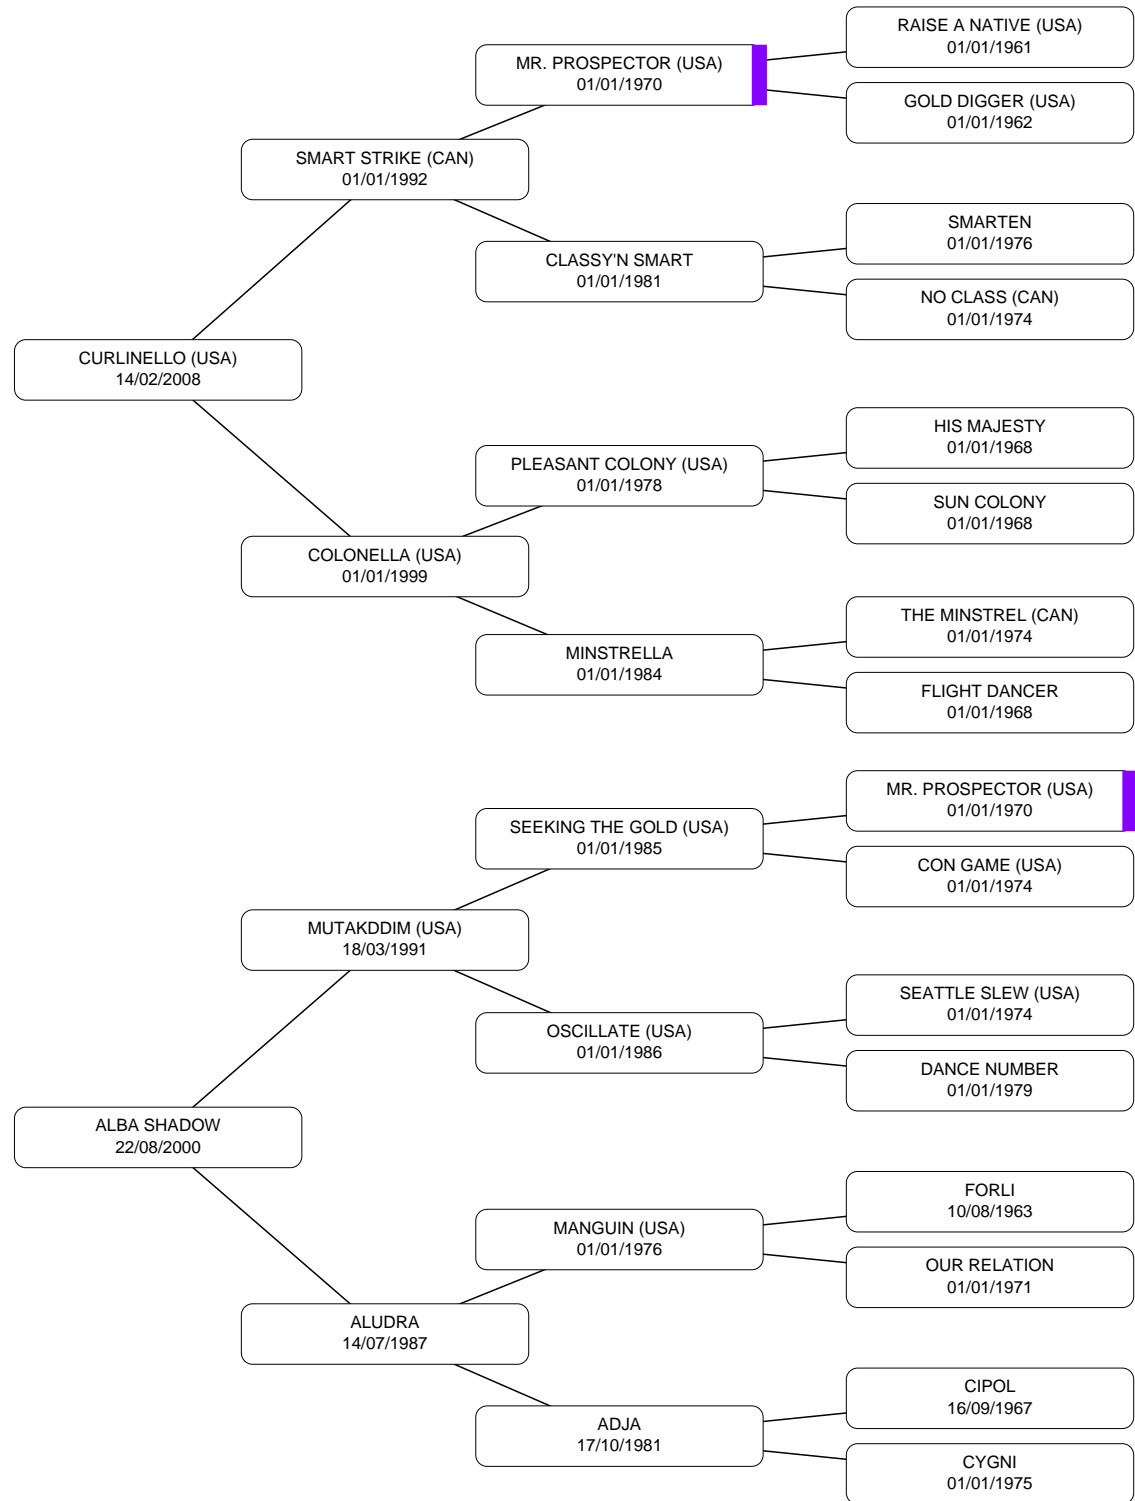 RAISE A NATIVE (USA)
01/01/1961
MR. PROSPECTOR (USA)
01/01/1970
GOLD DIGGER (USA)
01/01/1962
SMART STRIKE (CAN)
01/01/1992
SMARTEN
01/01/1976
CLASSY'N SMART
01/01/1981
NO CLASS (CAN)
01/01/1974
CURLINELLO (USA)
14/02/2008
HIS MAJESTY
01/01/1968
PLEASANT COLONY (USA)
01/01/1978
SUN COLONY
01/01/1968
COLONELLA (USA)
01/01/1999
THE MINSTREL (CAN)
01/01/1974
MINSTRELLA
01/01/1984
FLIGHT DANCER
01/01/1968
MR. PROSPECTOR (USA)
01/01/1970
SEEKING THE GOLD (USA)
01/01/1985
CON GAME (USA)
01/01/1974
MUTAKDDIM (USA)
18/03/1991
SEATTLE SLEW (USA)
01/01/1974
OSCILLATE (USA)
01/01/1986
DANCE NUMBER
01/01/1979
ALBA SHADOW
22/08/2000
FORLI
10/08/1963
MANGUIN (USA)
01/01/1976
OUR RELATION
01/01/1971
ALUDRA
14/07/1987
CIPOL
16/09/1967
ADJA
17/10/1981
CYGNI
01/01/1975